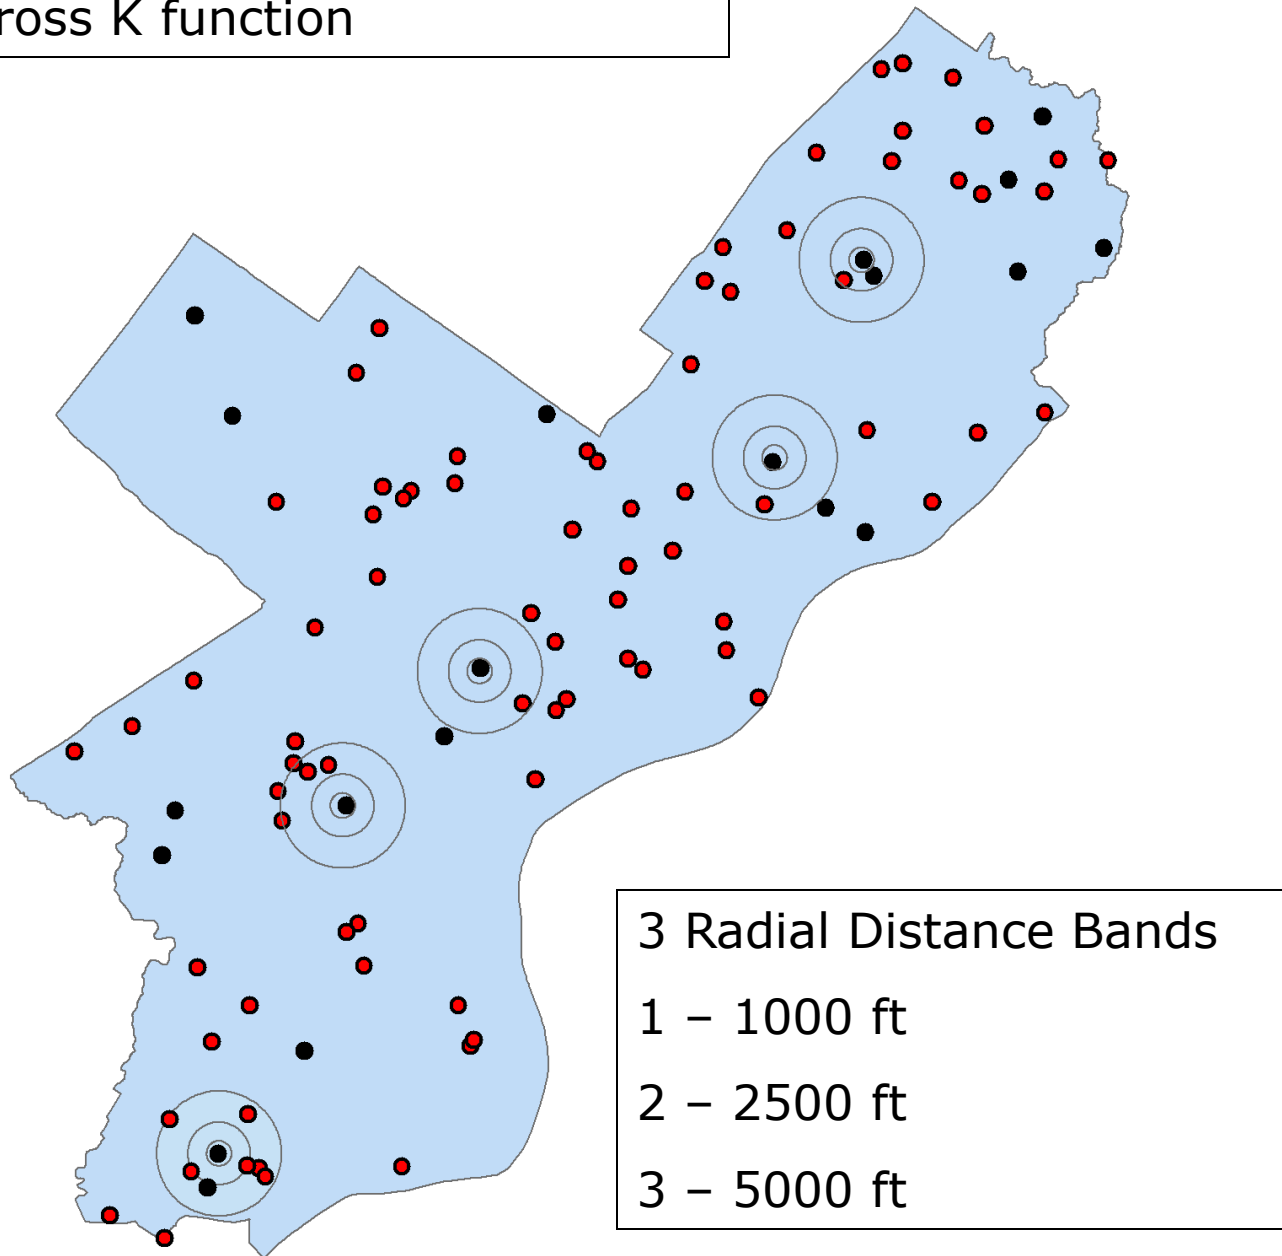 ross K function
3 Radial Distance Bands
1 – 1000 ft
2 – 2500 ft
3 – 5000 ft